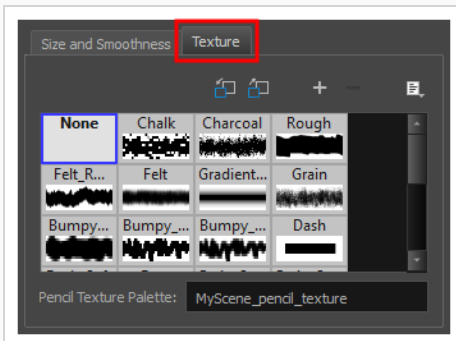 Size and Smoothness Texture
None Chalk Charcoal Rough
Felt_R... Felt Gradient... Grain
Bumpy... Bumpy_... Bumpy_... Dash
Pencil Texture Palette: MyScene_pencil_texture